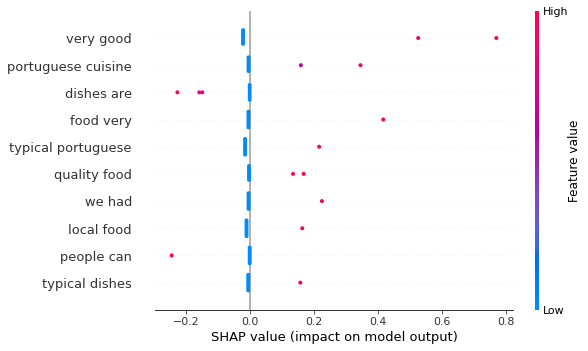 High
very good
portuguese cuisine
dishes are
food very
typical portuguese
quality food
we had
local food
people can
typical dishes
Feature value
Low
−0.2 0.0 0.2 0.4 0.6 0.8
SHAP value (impact on model output)